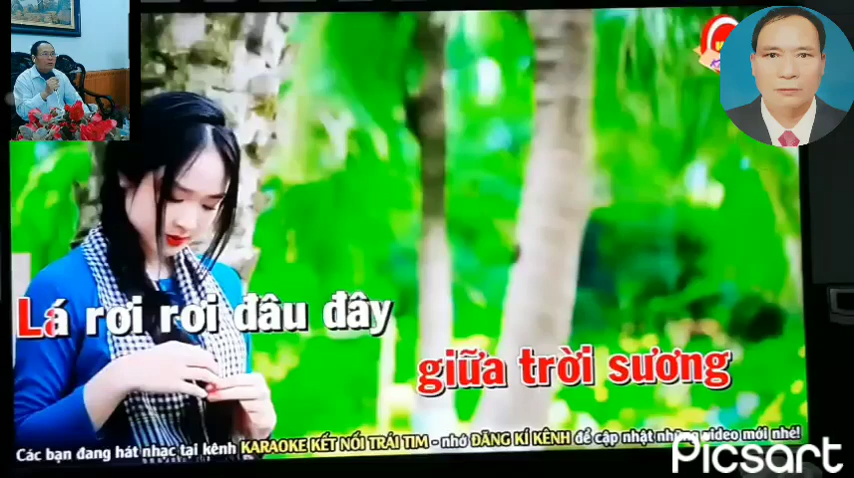 Lá rơi rơi đâu đây
giữa trời sương
Các bạn đang hát nhạc tại kênh KARAOKE KẾT NỐI TRÁI TIM - nhớ ĐĂNG KÍ KÊNH để cập nhật những video mới nhé!
Picsart